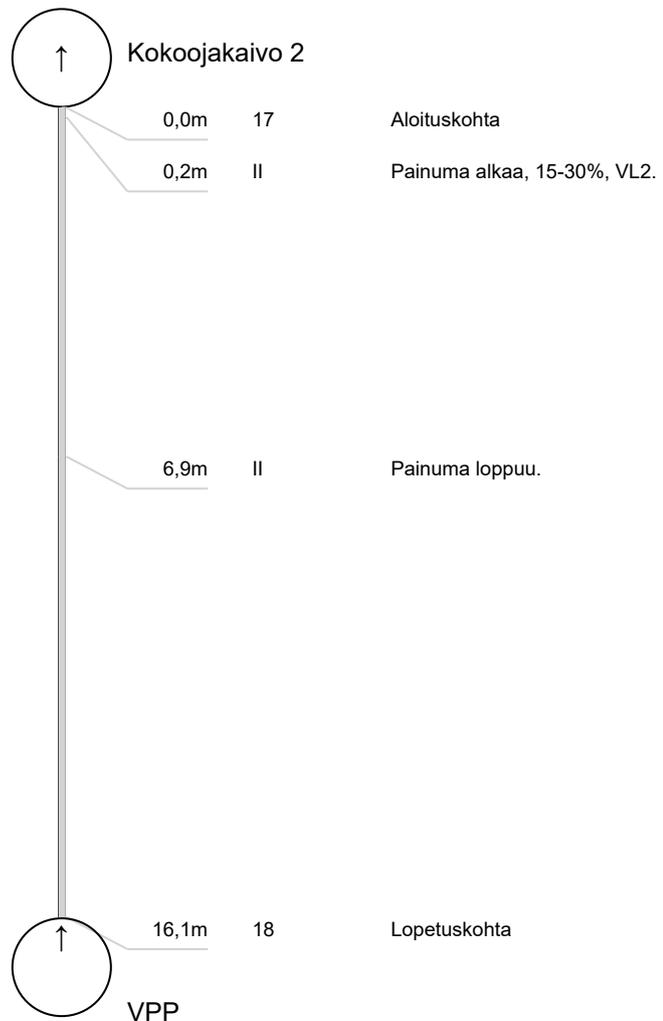 ↑ Kokoojakaivo 2
0,0m 17 Aloituskohta
0,2m II Painuma alkaa, 15-30%, VL2.
6,9m II Painuma loppuu.
16,1m 18 Lopetuskohta
↑
VPP